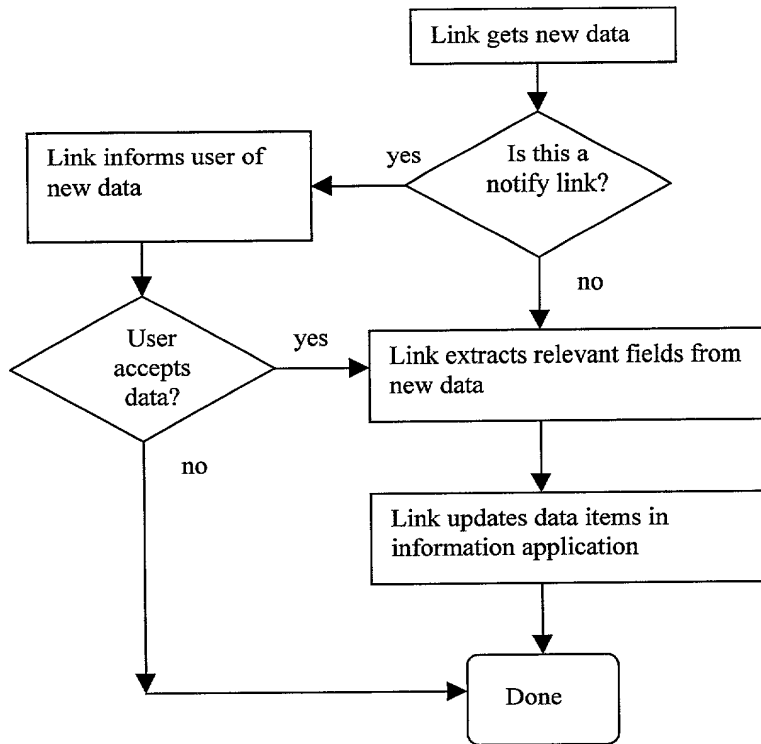 Link gets new data
Is this a
notify link?
yes
Link informs user of
new data
no
User
accepts
data?
yes
Link extracts relevant fields from
new data
no
Link updates data items in
information application
Done